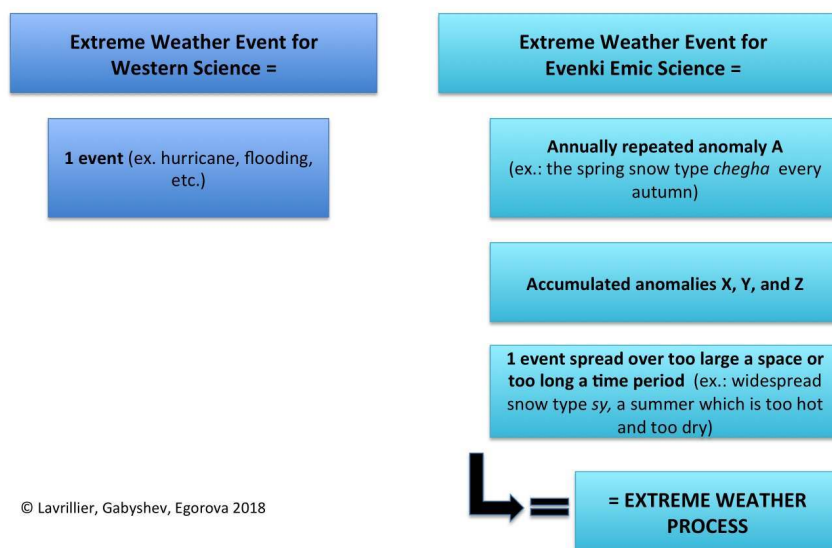 Extreme Weather Event for
Western Science =
1 event (ex. hurricane, flooding,
etc.)
Extreme Weather Event for
Evenki Emic Science =
Annually repeated anomaly A
(ex.: the spring snow type chegha every
autumn)
Accumulated anomalies X, Y, and Z
1 event spread over too large a space or
too long a time period (ex.: widespread
snow type sy, a summer which is too hot
and too dry)
= EXTREME WEATHER
PROCESS
© Lavrillier, Gabyshev, Egorova 2018